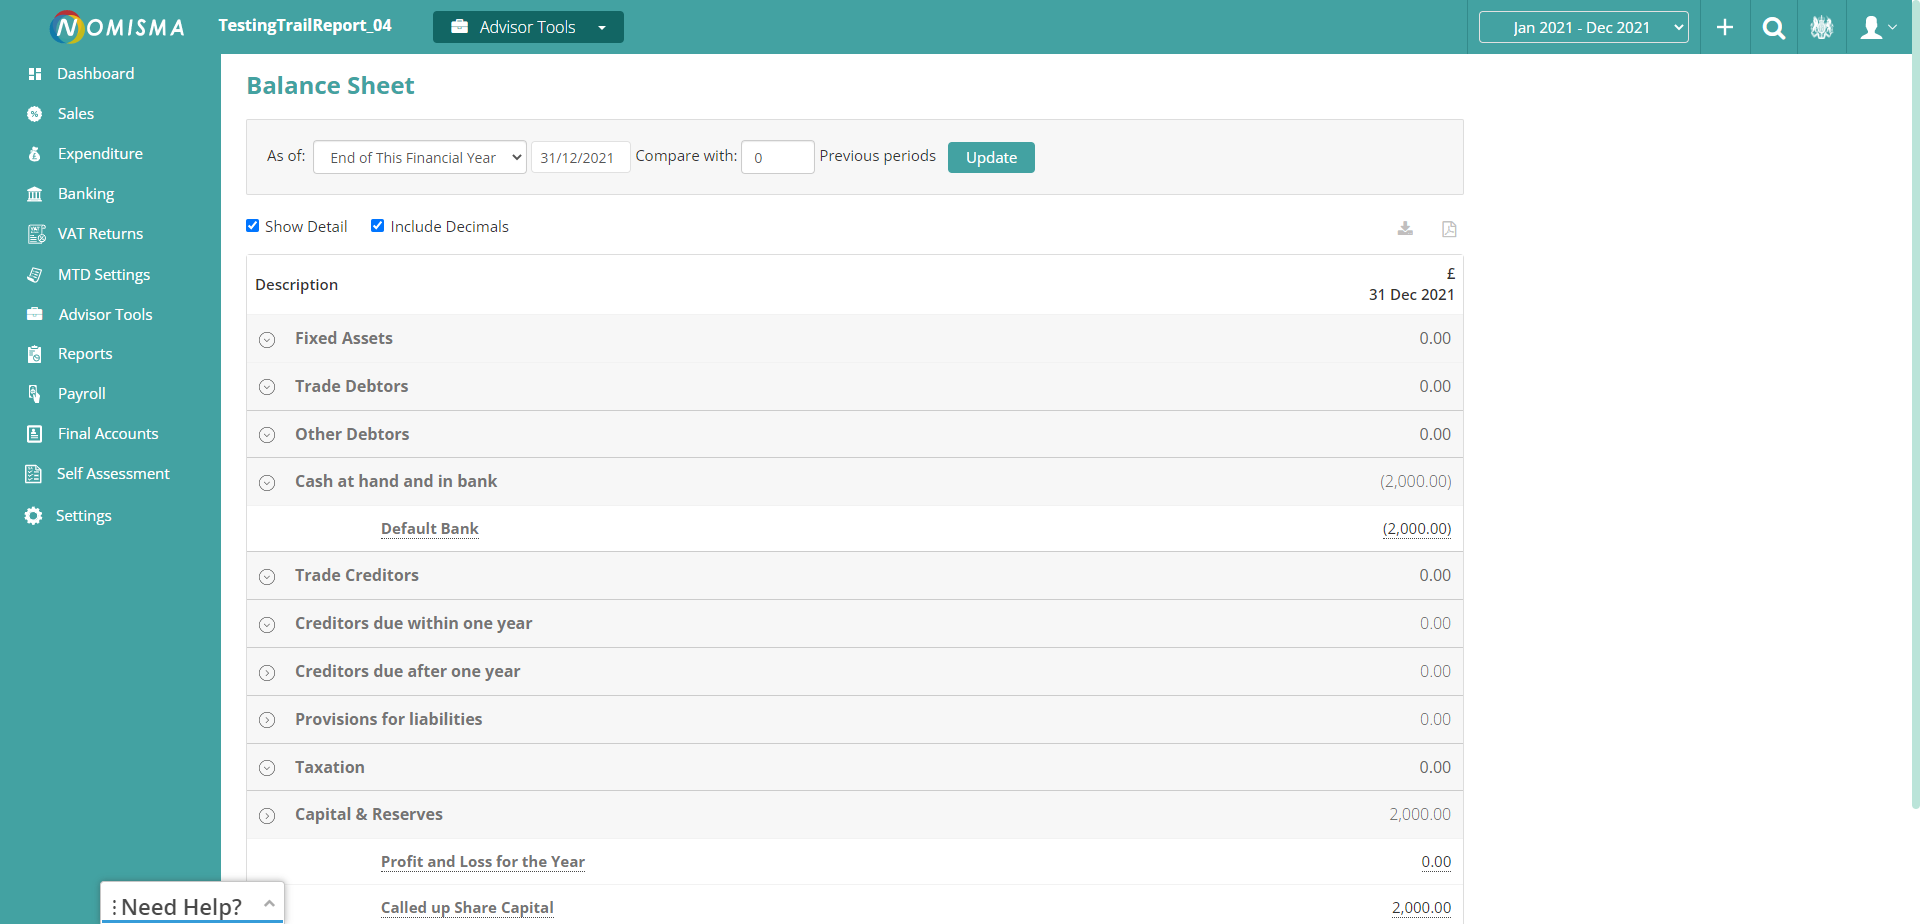 NOMISMA
TestingTrailReport_04
Advisor Tools
Jan 2021 - Dec 2021
Dashboard
Sales
Expenditure
Banking
VAT Returns
MTD Settings
Advisor Tools
Reports
Payroll
Final Accounts
Self Assessment
Settings
Balance Sheet
As of: End of This Financial Year 31/12/2021 Compare with: 0 Previous periods Update
Show Detail Include Decimals
£
Description 31 Dec 2021
Fixed Assets 0.00
Trade Debtors 0.00
Other Debtors 0.00
Cash at hand and in bank (2,000.00)
Default Bank (2,000.00)
Trade Creditors 0.00
Creditors due within one year 0.00
Creditors due after one year 0.00
Provisions for liabilities 0.00
Taxation 0.00
Capital & Reserves 2,000.00
Profit and Loss for the Year 0.00
Called up Share Capital 2,000.00
Need Help?